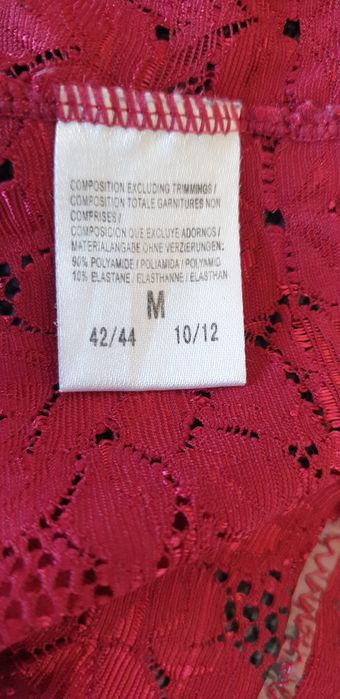 COMPOSITION EXCLUDING TRIMMINGS /
COMPOSITION TOTALE GARNITURES NON
COMPRISES /
COMPOSICION QUE EXCLUYE ADORNOS /
MATERIALANGABE OHNE VERZIERUNGEN:
90% POLYAMIDE / POLIAMIDA / POLYAMID
10% ELASTANE / ELASTHANNE / ELASTHAN
M
42/44 10/12